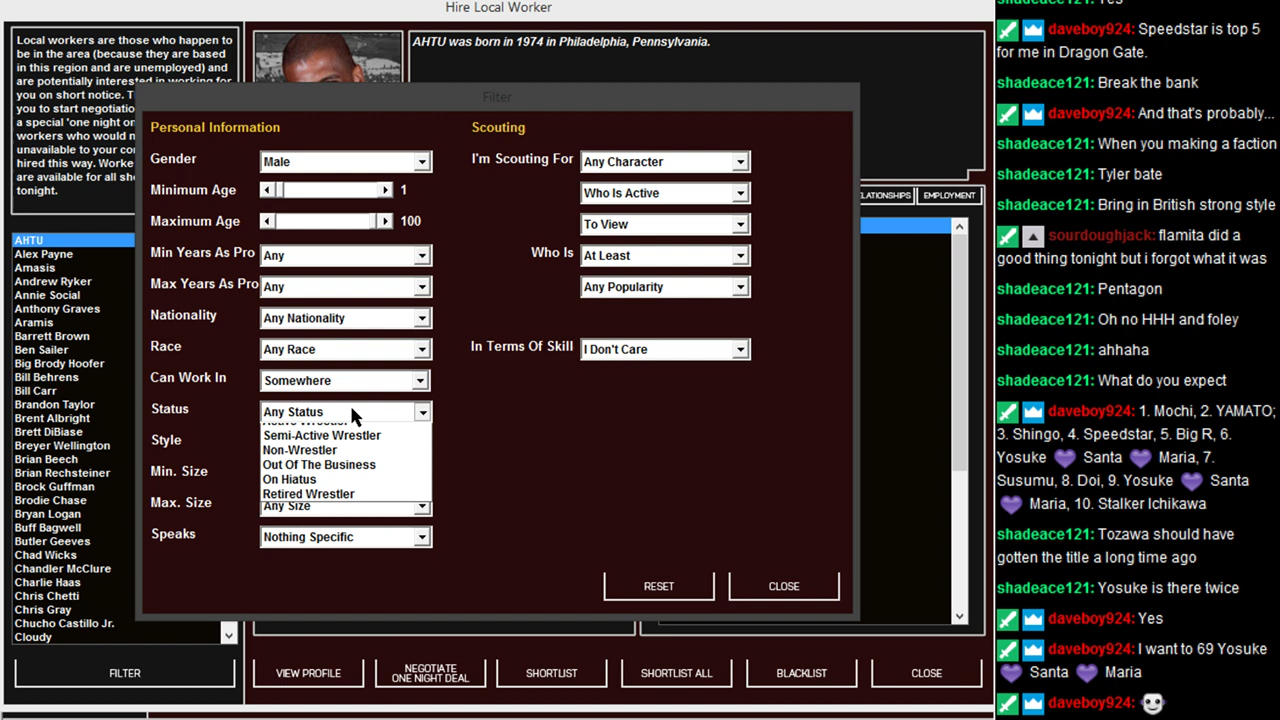 Hire Local Worker
Local workers are those who happen to
be in the area (because they are based
in this region and are unemployed) and
are potentially interested in working for
you on short notice. T
you to start negotiatio
a special 'one night or
workers who would n
unavailable to your co
hired this way. Worke
are available for all sh
tonight.
AHTU was born in 1974 in Philadelphia, Pennsylvania.
RELATIONSHIPS
EMPLOYMENT
AHTU
Alex Payne
Amasis
Andrew Ryker
Annie Social
Anthony Graves
Aramis
Barrett Brown
Ben Sailer
Big Brody Hoofer
Bill Behrens
Bill Carr
Brandon Taylor
Brent Albright
Brett DiBiase
Breyer Wellington
Brian Beech
Brian Rechsteiner
Brock Guffman
Brodie Chase
Bryan Logan
Buff Bagwell
Butler Geeves
Chad Wicks
Chandler McClure
Charlie Haas
Chris Chetti
Chris Gray
Chucho Castillo Jr.
Cloudy
Filter
Personal Information
Gender Male
Minimum Age 1
Maximum Age 100
Min Years As Pro Any
Max Years As Pro Any
Nationality Any Nationality
Race Any Race
Can Work In Somewhere
Status Any Status
Active Wrestler
Semi-Active Wrestler
Non-Wrestler
Out Of The Business
On Hiatus
Retired Wrestler
Style
Min. Size
Max. Size Any Size
Speaks Nothing Specific
Scouting
I'm Scouting For Any Character
Who Is Active
To View
Who Is At Least
Any Popularity
In Terms Of Skill I Don't Care
RESET
CLOSE
FILTER
VIEW PROFILE
NEGOTIATE
ONE NIGHT DEAL
SHORTLIST
SHORTLIST ALL
BLACKLIST
CLOSE
shadeace121: Yes
daveboy924: Speedstar is top 5
for me in Dragon Gate.
shadeace121: Break the bank
daveboy924: And that's probably...
shadeace121: When you making a faction
shadeace121: Tyler bate
shadeace121: Bring in British strong style
sourdoughjack: flamita did a
good thing tonight but i forgot what it was
shadeace121: Pentagon
shadeace121: Oh no HHH and foley
shadeace121: ahhaha
shadeace121: What do you expect
daveboy924: 1. Mochi, 2. YAMATO;
3. Shingo, 4. Speedstar, 5. Big R, 6.
Yosuke 💜 Santa 💜 Maria, 7.
Susumu, 8. Doi, 9. Yosuke 💜 Santa
💜 Maria, 10. Stalker Ichikawa
shadeace121: Tozawa should have
gotten the title a long time ago
shadeace121: Yosuke is there twice
daveboy924: Yes
daveboy924: I want to 69 Yosuke
💜 Santa 💜 Maria
daveboy924: